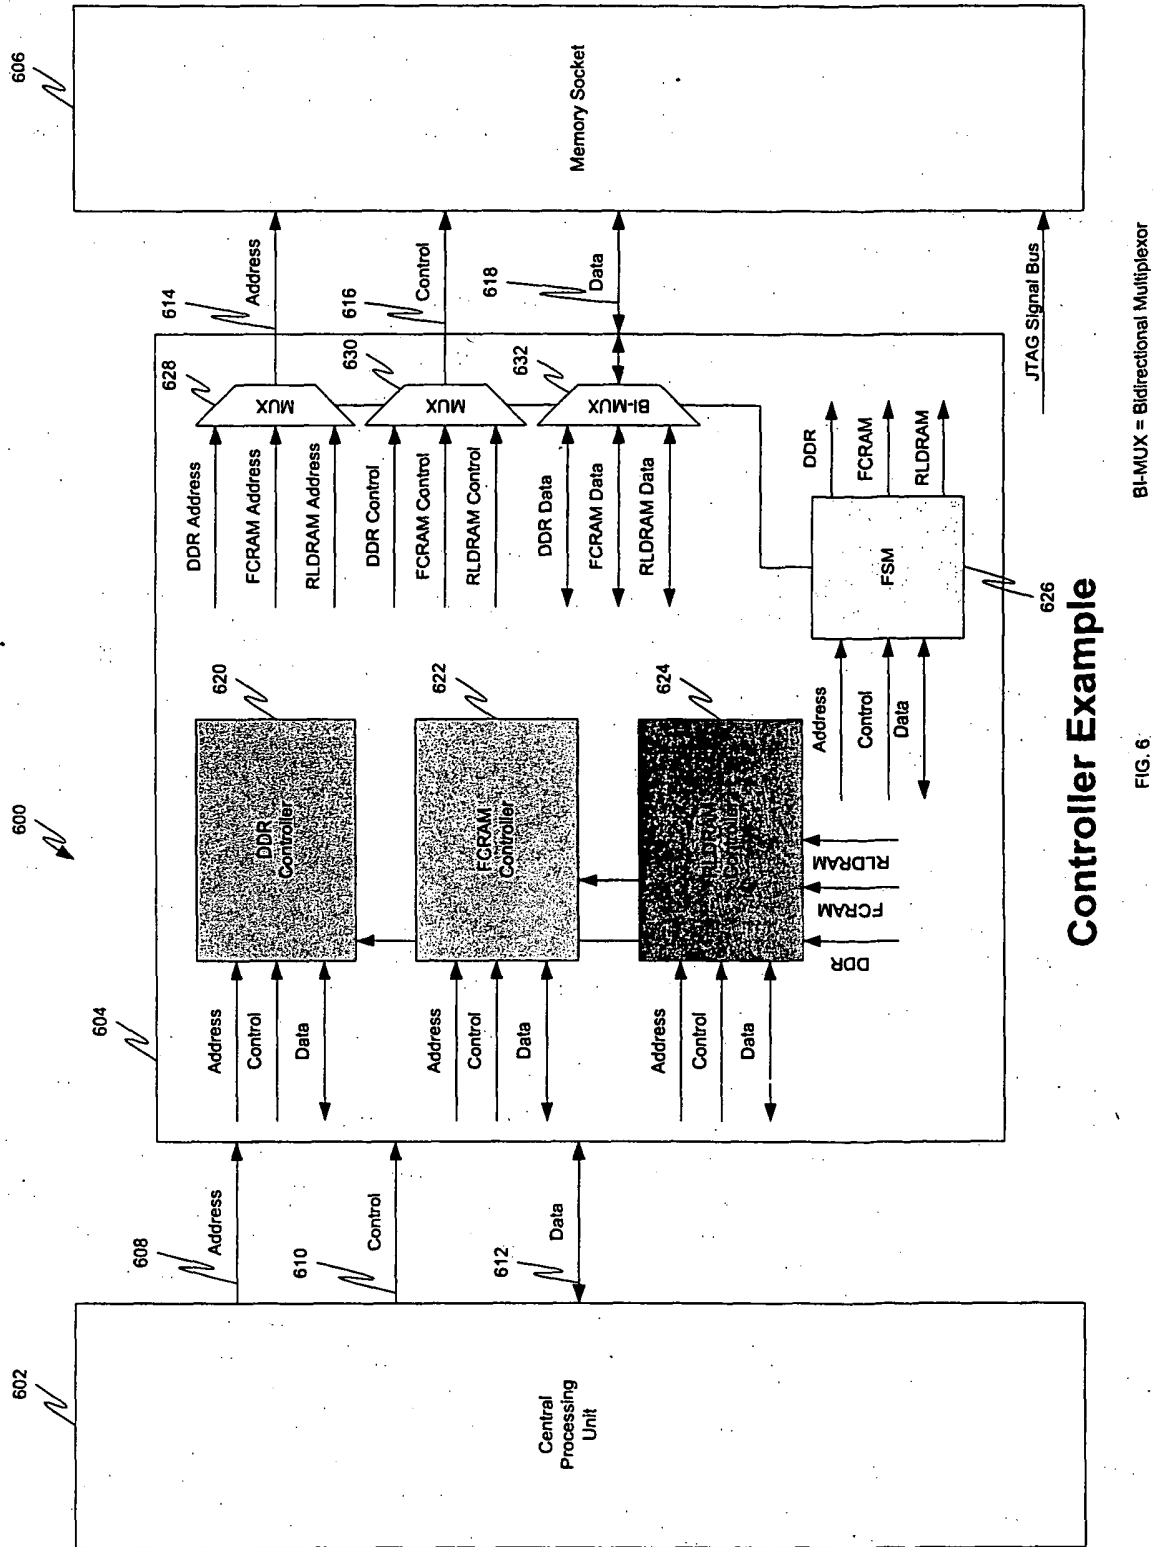 600
602
Central
Processing
Unit
608
Address
610
Control
612
Data
604
Address
Control
Data
620
DDR
Controller
Address
Control
Data
622
FCRAM
Controller
Address
Control
Data
624
RLDRAM
Controller
DDR
FCRAM
RLDRAM
DDR Address
FCRAM Address
RLDRAM Address
628
MUX
DDR Control
FCRAM Control
RLDRAM Control
630
MUX
DDR Data
FCRAM Data
RLDRAM Data
632
BI-MUX
Address
Control
Data
FSM
626
DDR
FCRAM
RLDRAM
614
Address
616
Control
618
Data
JTAG Signal Bus
606
Memory Socket
Controller Example
FIG. 6
BI-MUX = Bidirectional Multiplexor